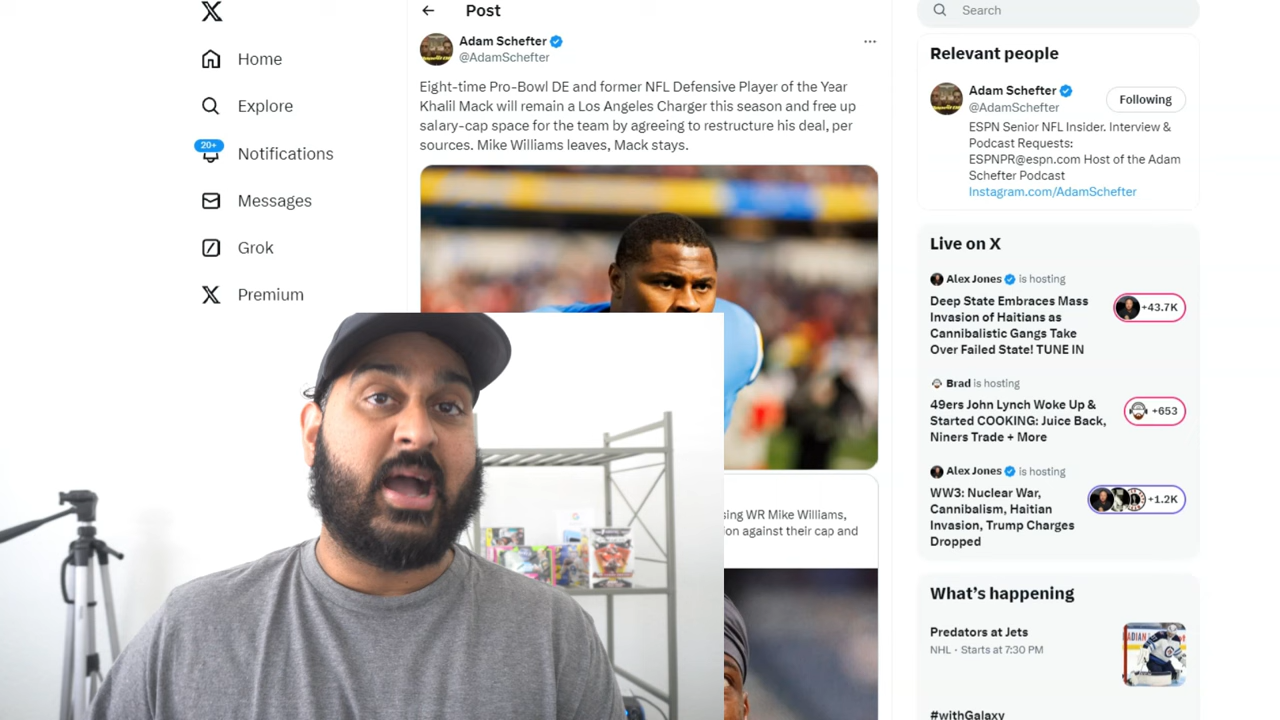 Home
Explore
20+
Notifications
Messages
Grok
Premium
Post
Adam Schefter
@AdamSchefter
Eight-time Pro-Bowl DE and former NFL Defensive Player of the Year
Khalil Mack will remain a Los Angeles Charger this season and free up
salary-cap space for the team by agreeing to restructure his deal, per
sources. Mike Williams leaves, Mack stays.
sing WR Mike Williams,
ion against their cap and
Search
Relevant people
Adam Schefter
@AdamSchefter
Following
ESPN Senior NFL Insider. Interview &
Podcast Requests:
ESPNPR@espn.com Host of the Adam
Schefter Podcast
Instagram.com/AdamSchefter
Live on X
Alex Jones is hosting
Deep State Embraces Mass
Invasion of Haitians as
Cannibalistic Gangs Take
Over Failed State! TUNE IN
+43.7K
Brad is hosting
49ers John Lynch Woke Up &
Started COOKING: Juice Back,
Niners Trade + More
+653
Alex Jones is hosting
WW3: Nuclear War,
Cannibalism, Haitian
Invasion, Trump Charges
Dropped
+1.2K
What's happening
Predators at Jets
NHL · Starts at 7:30 PM
#withGalaxy